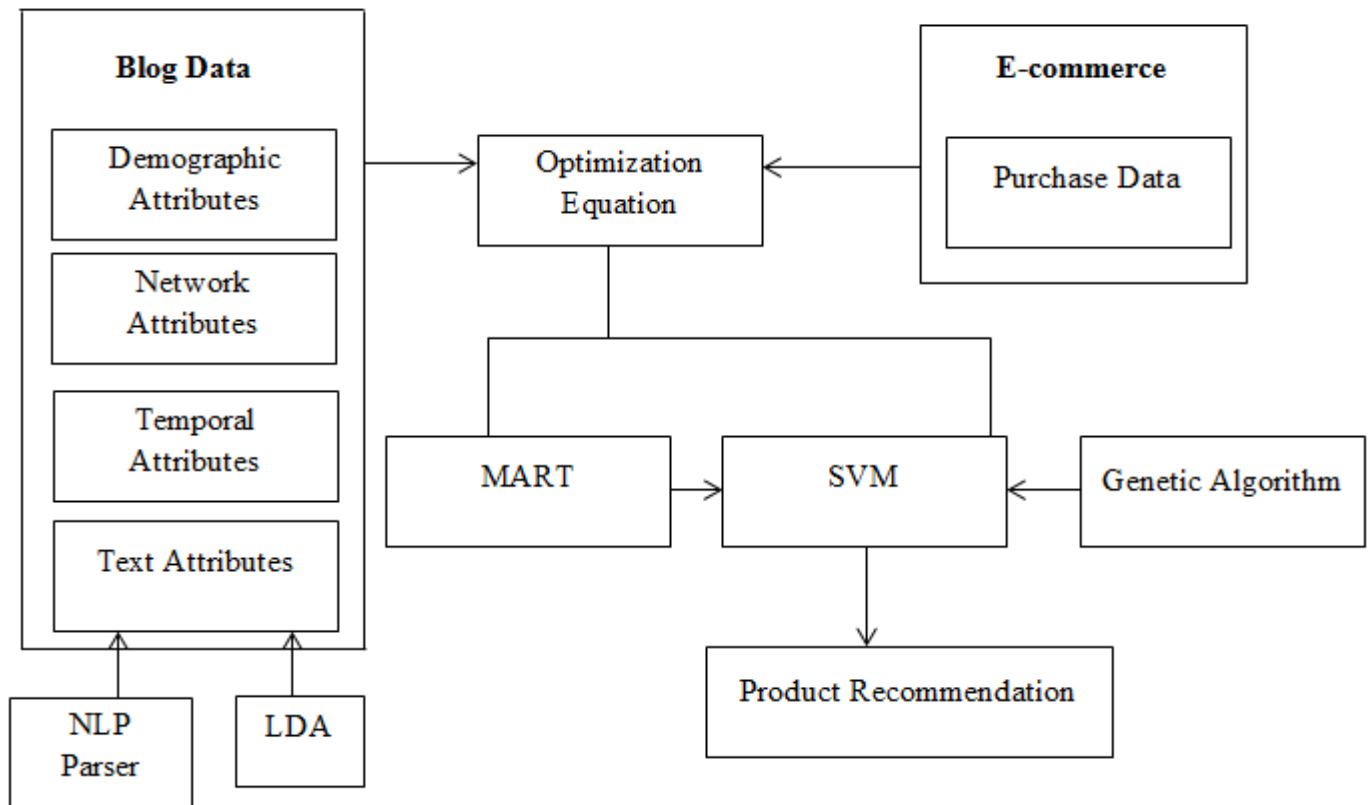 Blog Data
Demographic
Attributes
Network
Attributes
Temporal
Attributes
Text Attributes
NLP
Parser
LDA
Optimization
Equation
E-commerce
Purchase Data
MART
SVM
Genetic Algorithm
Product Recommendation